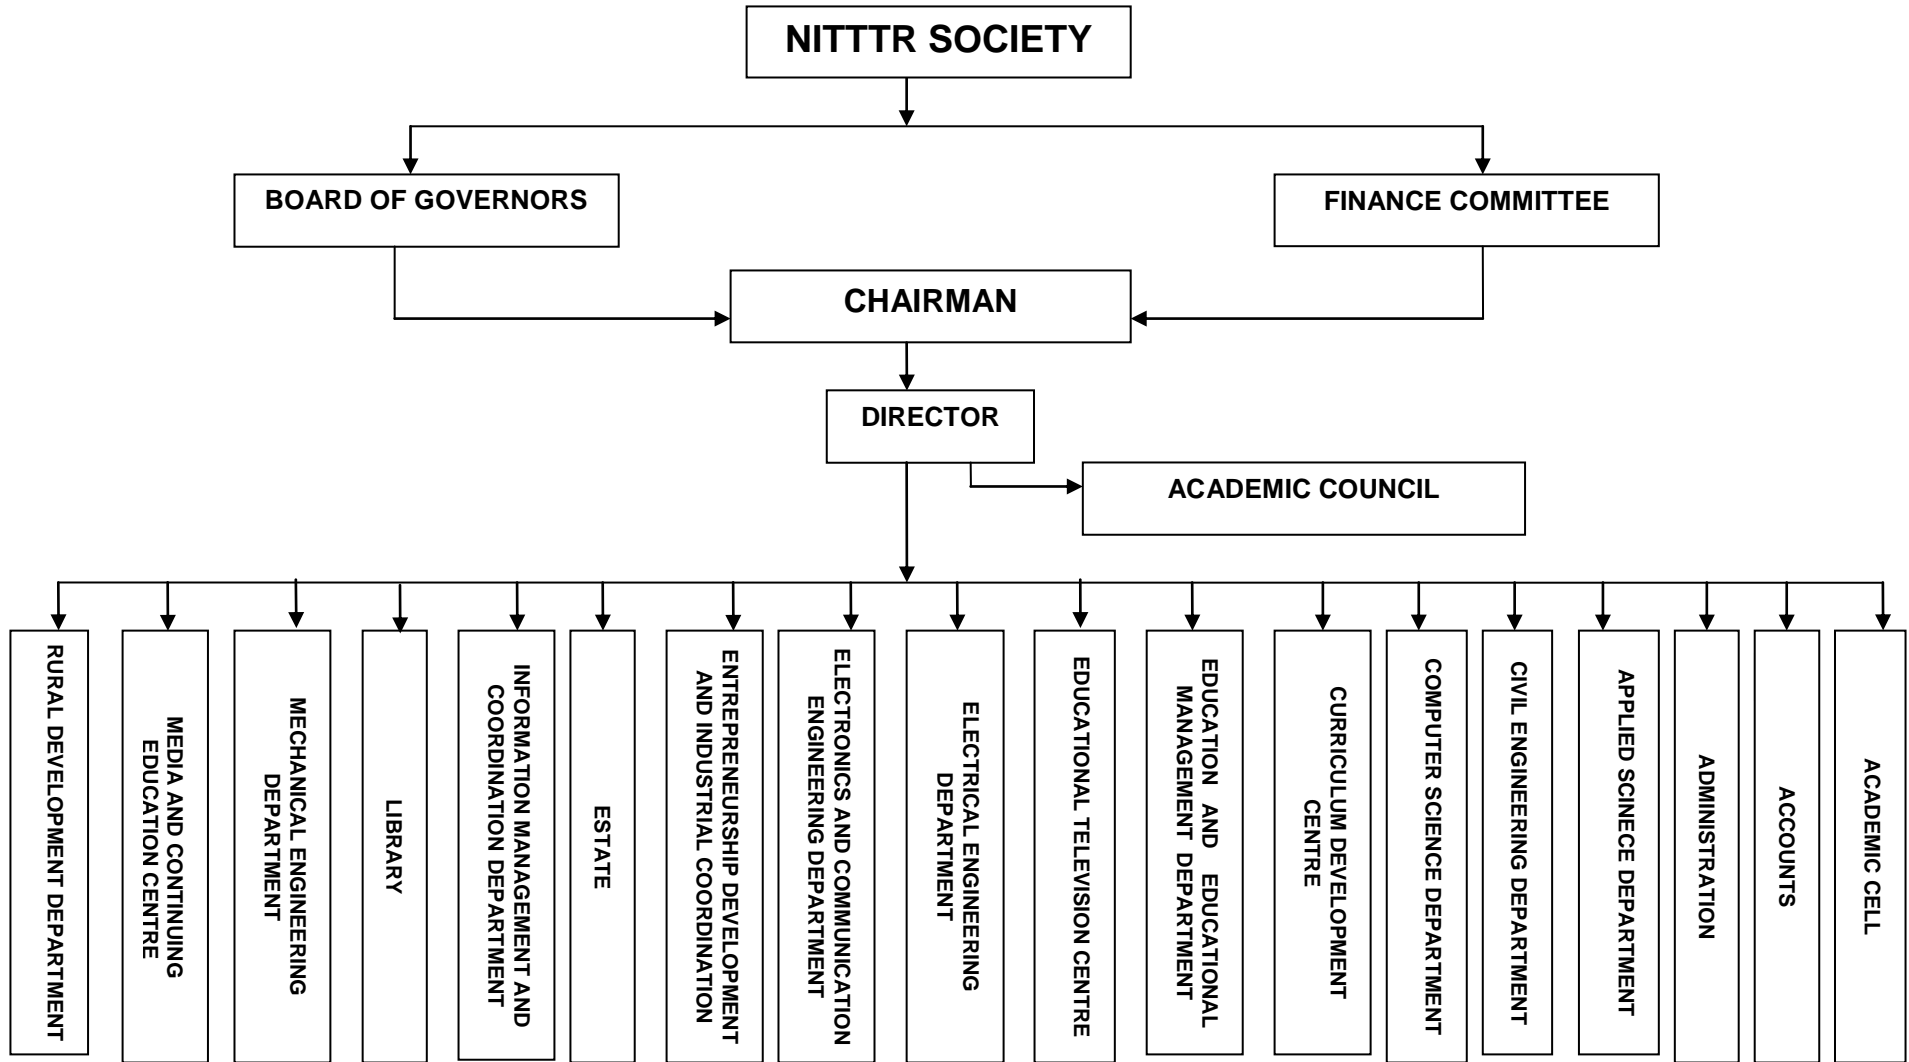 NITTTR SOCIETY
BOARD OF GOVERNORS
FINANCE COMMITTEE
CHAIRMAN
DIRECTOR
ACADEMIC COUNCIL
RURAL DEVELOPMENT DEPARTMENT
MEDIA AND CONTINUING
EDUCATION CENTRE
MECHANICAL ENGINEERING
DEPARTMENT
LIBRARY
INFORMATION MANAGEMENT AND
COORDINATION DEPARTMENT
ESTATE
ENTREPRENEURSHIP DEVELOPMENT
AND INDUSTRIAL COORDINATION
ELECTRONICS AND COMMUNICATION
ENGINEERING DEPARTMENT
ELECTRICAL ENGINEERING
DEPARTMENT
EDUCATIONAL TELEVISION CENTRE
EDUCATION AND EDUCATIONAL
MANAGEMENT DEPARTMENT
CURRICULUM DEVELOPMENT
CENTRE
COMPUTER SCIENCE DEPARTMENT
CIVIL ENGINEERING DEPARTMENT
APPLIED SCINECE DEPARTMENT
ADMINISTRATION
ACCOUNTS
ACADEMIC CELL